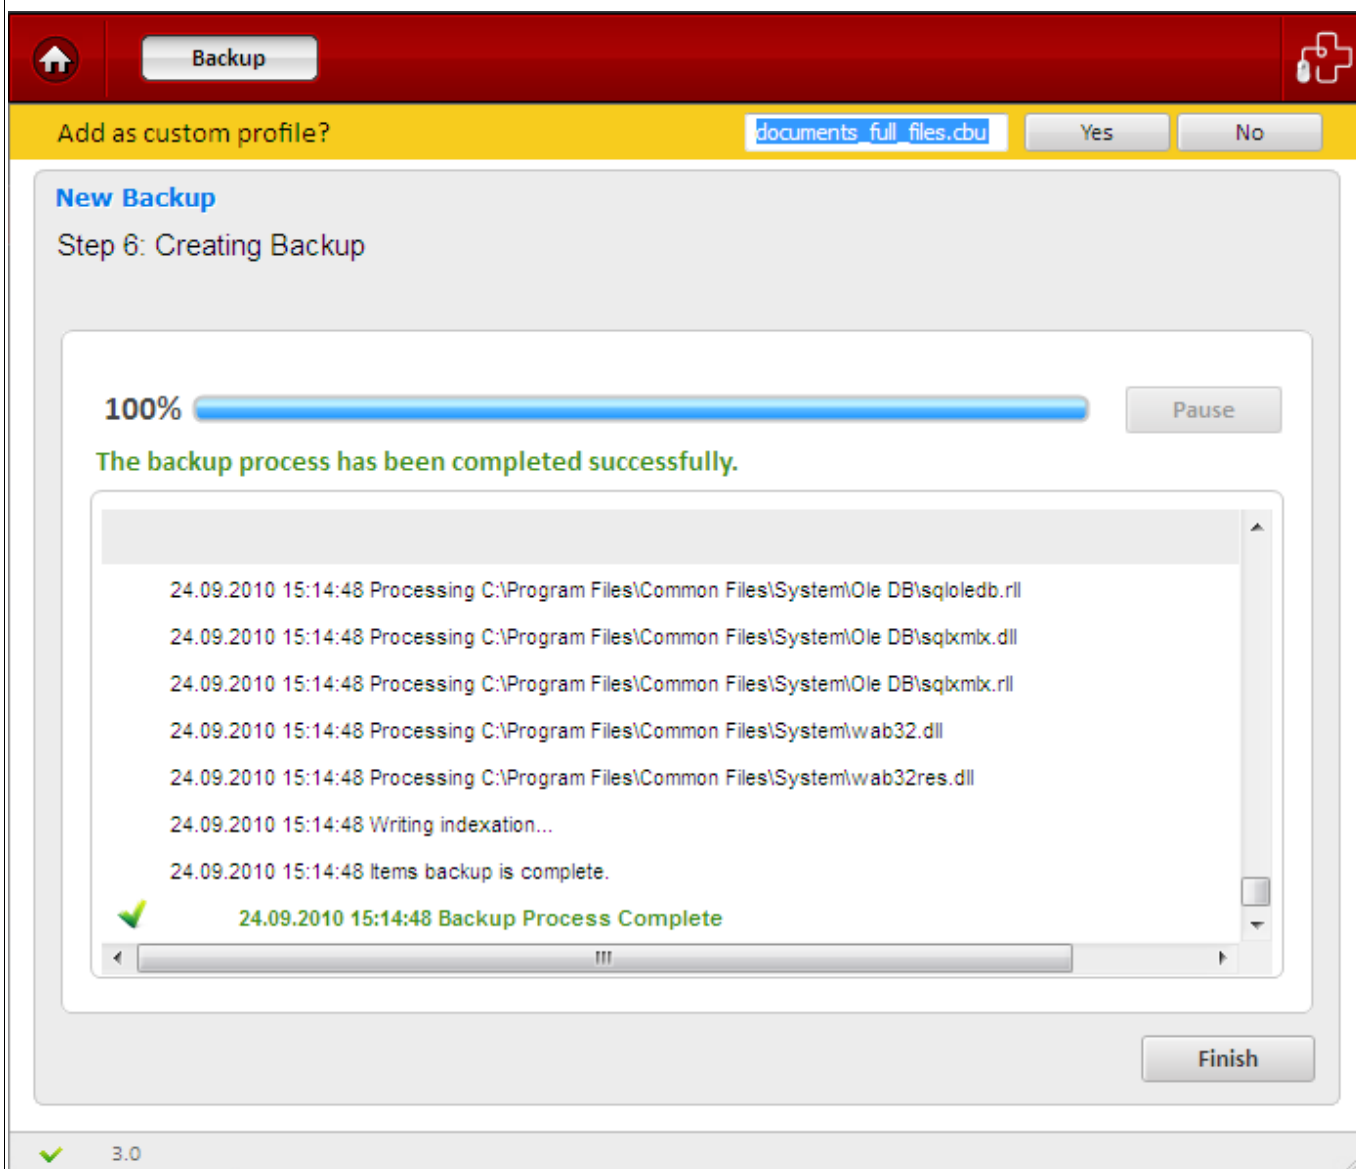 Backup
Add as custom profile? documents_full_files.cbu Yes No
New Backup
Step 6: Creating Backup
100% Pause
The backup process has been completed successfully.
24.09.2010 15:14:48 Processing C:\Program Files\Common Files\System\Ole DB\sqloledb.rll
24.09.2010 15:14:48 Processing C:\Program Files\Common Files\System\Ole DB\sqlxmlx.dll
24.09.2010 15:14:48 Processing C:\Program Files\Common Files\System\Ole DB\sqlxmlx.rll
24.09.2010 15:14:48 Processing C:\Program Files\Common Files\System\wab32.dll
24.09.2010 15:14:48 Processing C:\Program Files\Common Files\System\wab32res.dll
24.09.2010 15:14:48 Writing indexation...
24.09.2010 15:14:48 Items backup is complete.
24.09.2010 15:14:48 Backup Process Complete
Finish
3.0